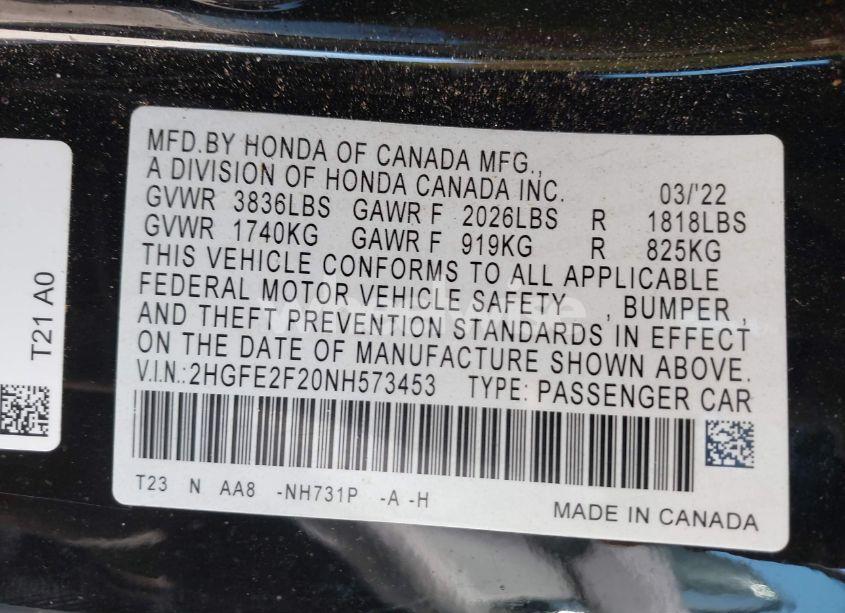 MFD.BY HONDA OF CANADA MFG.,
A DIVISION OF HONDA CANADA INC. 03/'22
GVWR 3836LBS GAWR F 2026LBS R 1818LBS
GVWR 1740KG GAWR F 919KG R 825KG
THIS VEHICLE CONFORMS TO ALL APPLICABLE
FEDERAL MOTOR VEHICLE SAFETY , BUMPER ,
AND THEFT PREVENTION STANDARDS IN EFFECT
ON THE DATE OF MANUFACTURE SHOWN ABOVE.
V.I.N.:2HGFE2F20NH573453 TYPE: PASSENGER CAR
T23 N AA8 -NH731P -A -H
MADE IN CANADA
T21 A0